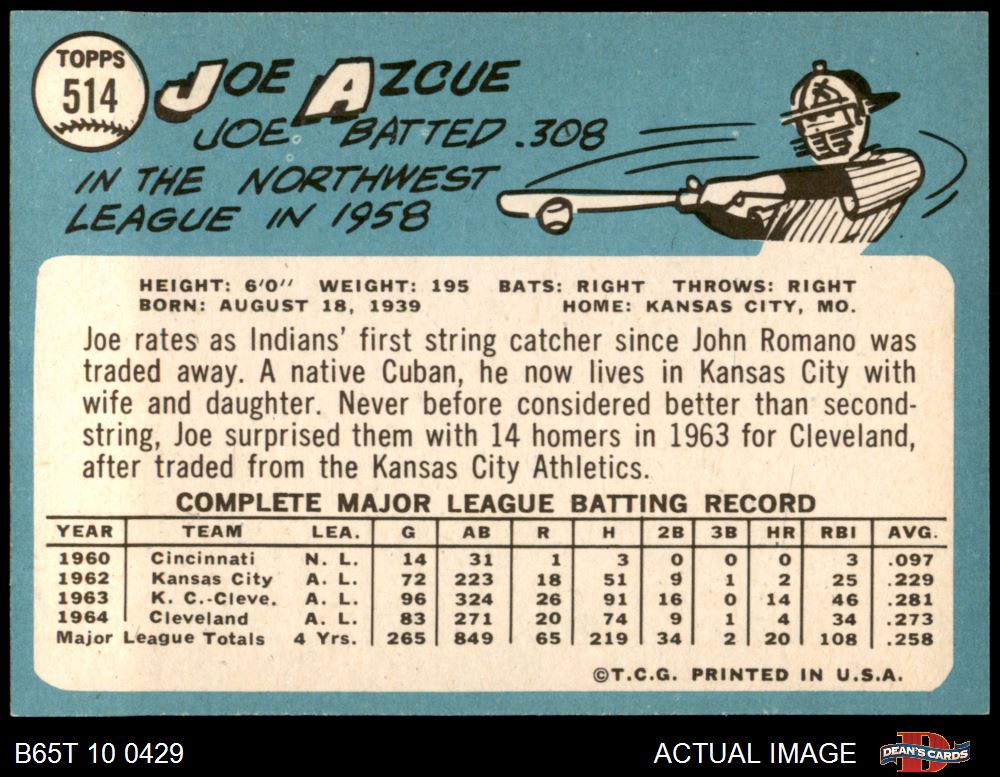 TOPPS
514
JOE AZCUE
JOE BATTED .308
IN THE NORTHWEST
LEAGUE IN 1958
HEIGHT: 6'0" WEIGHT: 195 BATS: RIGHT THROWS: RIGHT
BORN: AUGUST 18, 1939 HOME: KANSAS CITY, MO.
Joe rates as Indians' first string catcher since John Romano was
traded away. A native Cuban, he now lives in Kansas City with
wife and daughter. Never before considered better than second-
string, Joe surprised them with 14 homers in 1963 for Cleveland,
after traded from the Kansas City Athletics.
COMPLETE MAJOR LEAGUE BATTING RECORD
YEAR TEAM LEA. G AB R H 2B 3B HR RBI AVG.
1960 Cincinnati N. L. 14 31 1 3 0 0 0 3 .097
1962 Kansas City A. L. 72 223 18 51 9 1 2 25 .229
1963 K. C.-Cleve. A. L. 96 324 26 91 16 0 14 46 .281
1964 Cleveland A. L. 83 271 20 74 9 1 4 34 .273
Major League Totals 4 Yrs. 265 849 65 219 34 2 20 108 .258
©T.C.G. PRINTED IN U.S.A.
B65T 10 0429 ACTUAL IMAGE DEAN'S CARDS